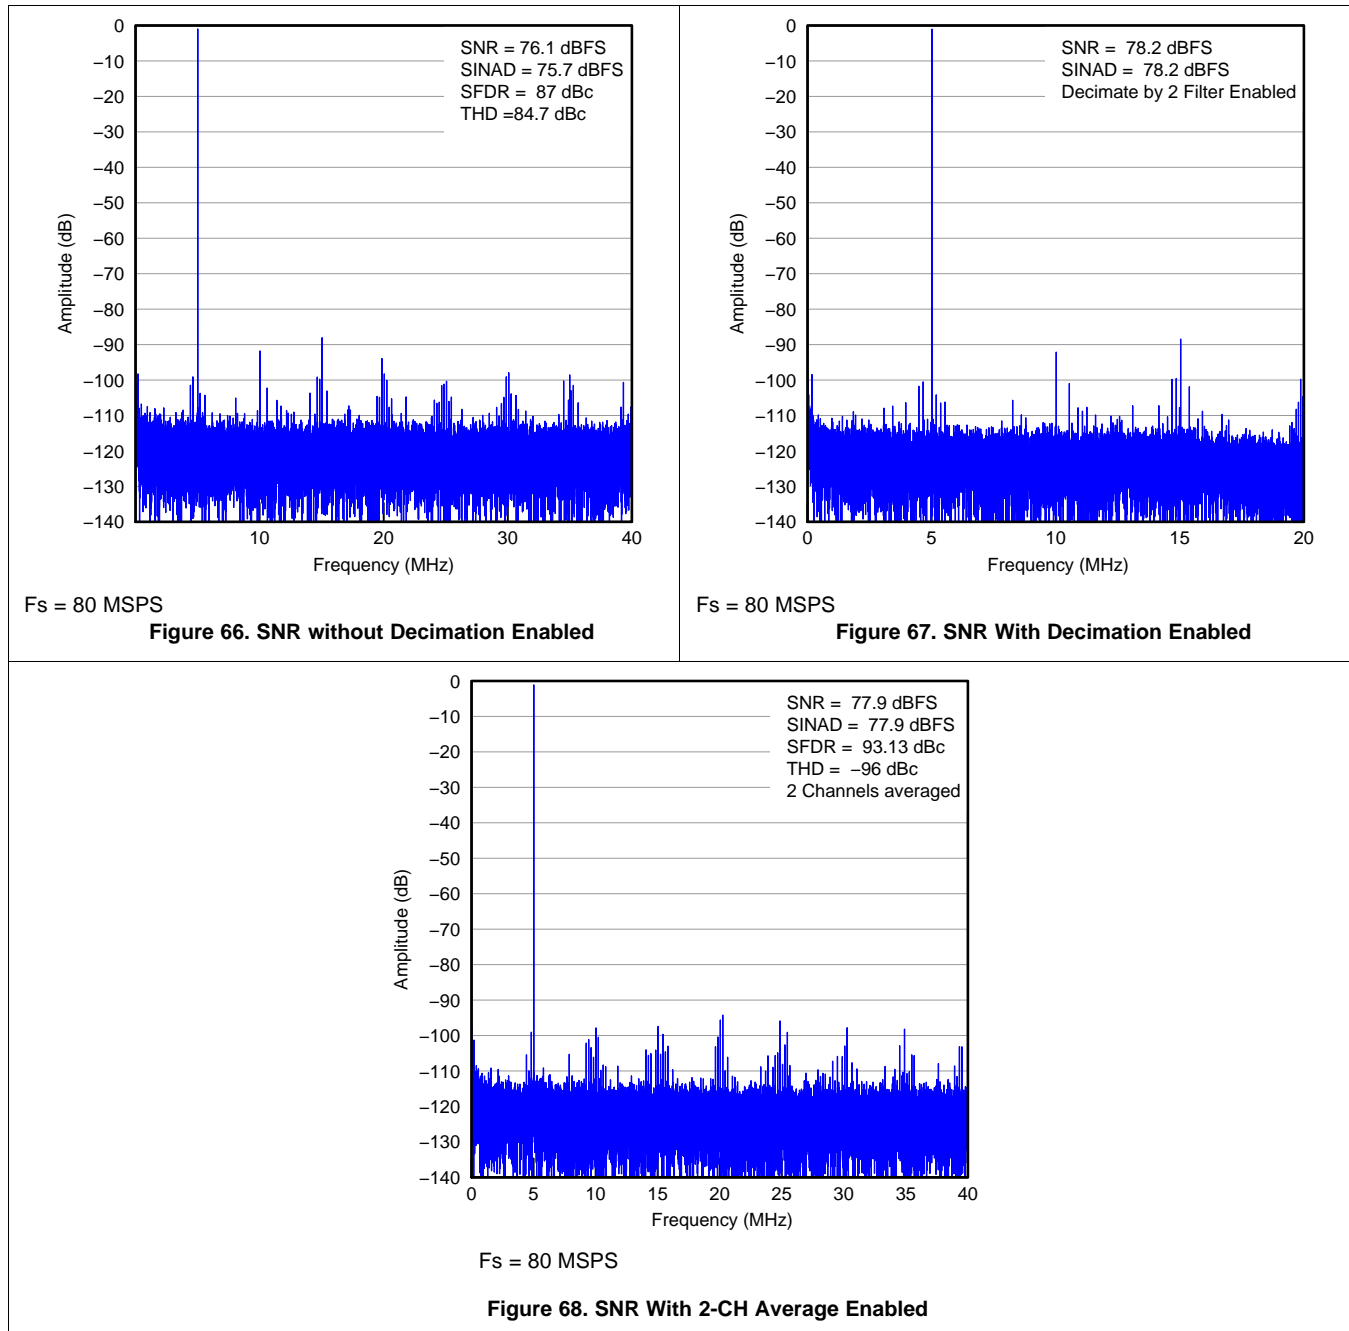 0
−10
−20
−30
−40
−50
−60
−70
−80
−90
−100
−110
−120
−130
−140
Amplitude (dB)
SNR = 76.1 dBFS
SINAD = 75.7 dBFS
SFDR = 87 dBc
THD =84.7 dBc
10 20 30 40
Frequency (MHz)
Fs = 80 MSPS
Figure 66. SNR without Decimation Enabled
0
−10
−20
−30
−40
−50
−60
−70
−80
−90
−100
−110
−120
−130
−140
Amplitude (dB)
SNR = 78.2 dBFS
SINAD = 78.2 dBFS
Decimate by 2 Filter Enabled
0 5 10 15 20
Frequency (MHz)
Fs = 80 MSPS
Figure 67. SNR With Decimation Enabled
0
−10
−20
−30
−40
−50
−60
−70
−80
−90
−100
−110
−120
−130
−140
Amplitude (dB)
SNR = 77.9 dBFS
SINAD = 77.9 dBFS
SFDR = 93.13 dBc
THD = −96 dBc
2 Channels averaged
0 5 10 15 20 25 30 35 40
Frequency (MHz)
Fs = 80 MSPS
Figure 68. SNR With 2-CH Average Enabled